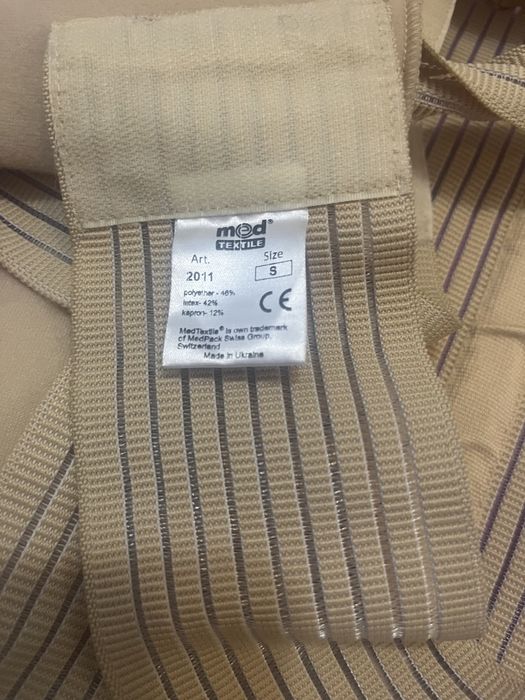 med®
TEXTILE
Art. Size
2011 S
polyether - 46%
latex- 42%
kapron- 12%
CE
MedTextile® is own trademark
of MedPack Swiss Group,
Switzerland
Made in Ukraine